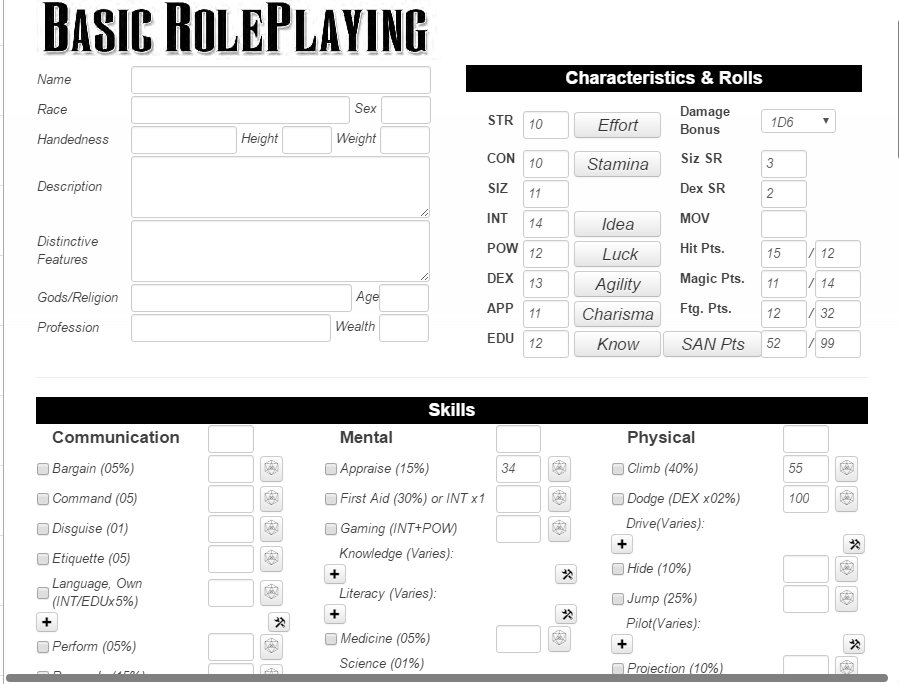 BASIC ROLEPLAYING
Name
Race Sex
Handedness Height Weight
Description
Distinctive
Features
Gods/Religion Age
Profession Wealth
Characteristics & Rolls
STR 10 Effort Damage Bonus 1D6
CON 10 Stamina Siz SR 3
SIZ 11 Dex SR 2
INT 14 Idea MOV
POW 12 Luck Hit Pts. 15 / 12
DEX 13 Agility Magic Pts. 11 / 14
APP 11 Charisma Ftg. Pts. 12 / 32
EDU 12 Know SAN Pts 52 / 99
Skills
Communication
Bargain (05%)
Command (05)
Disguise (01)
Etiquette (05)
Language, Own
(INT/EDUx5%)
+
Perform (05%)
Mental
Appraise (15%) 34
First Aid (30%) or INT x1
Gaming (INT+POW)
Knowledge (Varies):
+
Literacy (Varies):
+
Medicine (05%)
Science (01%)
Physical
Climb (40%) 55
Dodge (DEX x02%) 100
Drive(Varies):
+
Hide (10%)
Jump (25%)
Pilot(Varies):
+
Projection (10%)